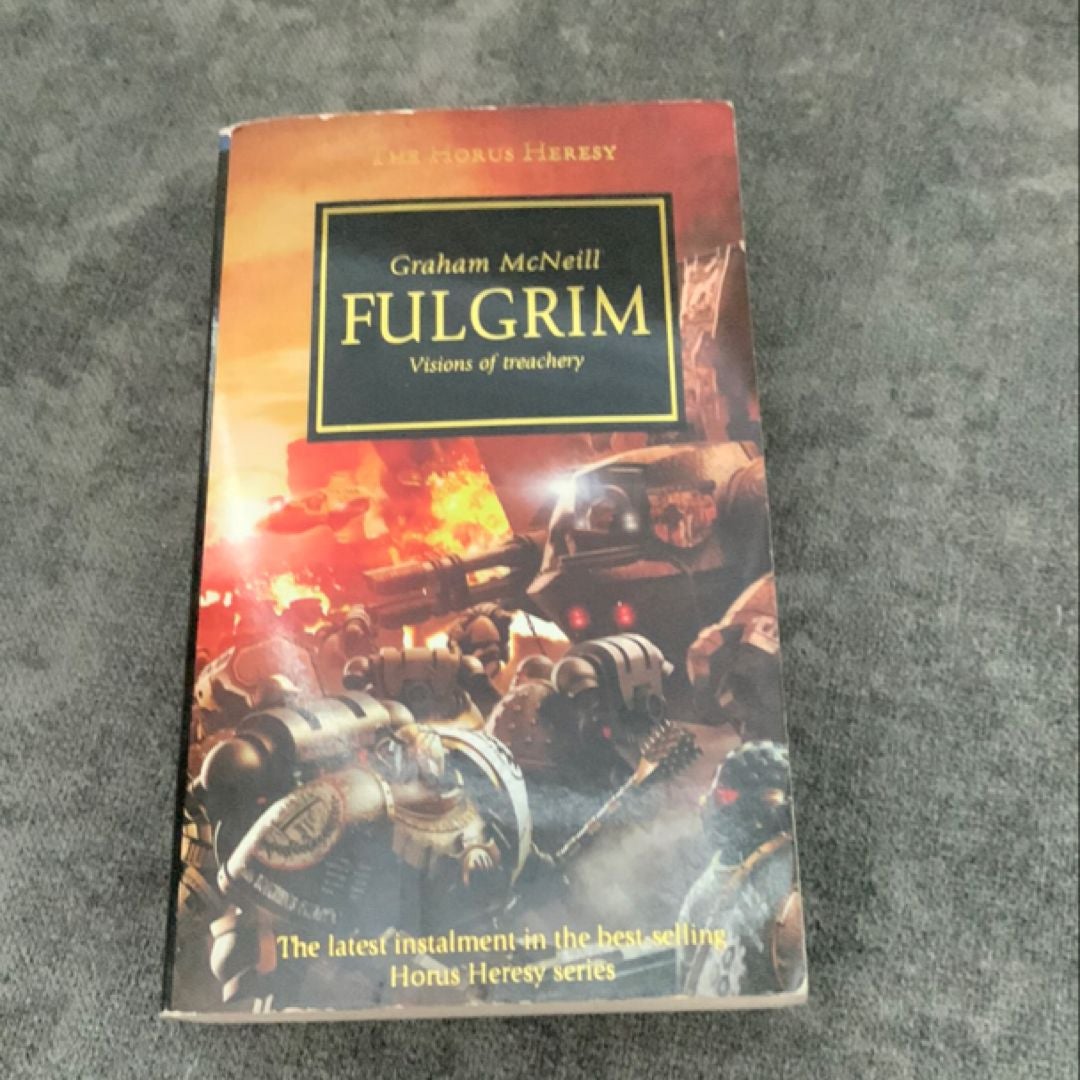 THE HORUS HERESY
Graham McNeill
FULGRIM
Visions of treachery
The latest instalment in the best-selling
Horus Heresy series